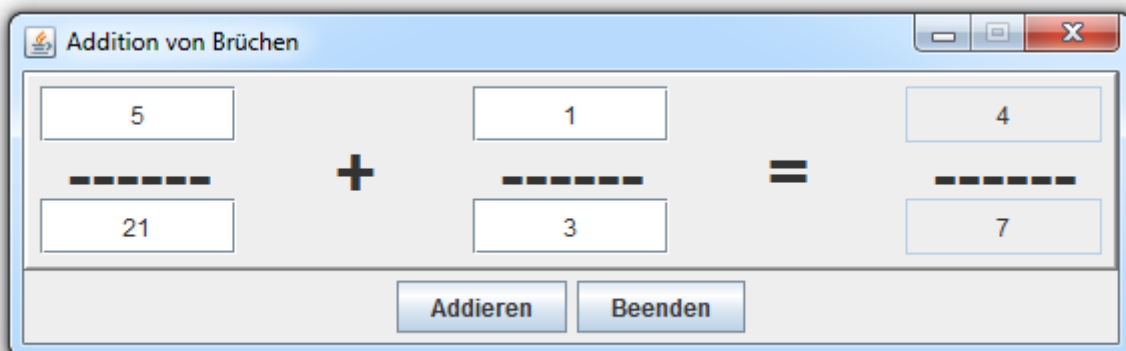 Addition von Brüchen
5 1 4
------ + ------ = ------
21 3 7
Addieren Beenden